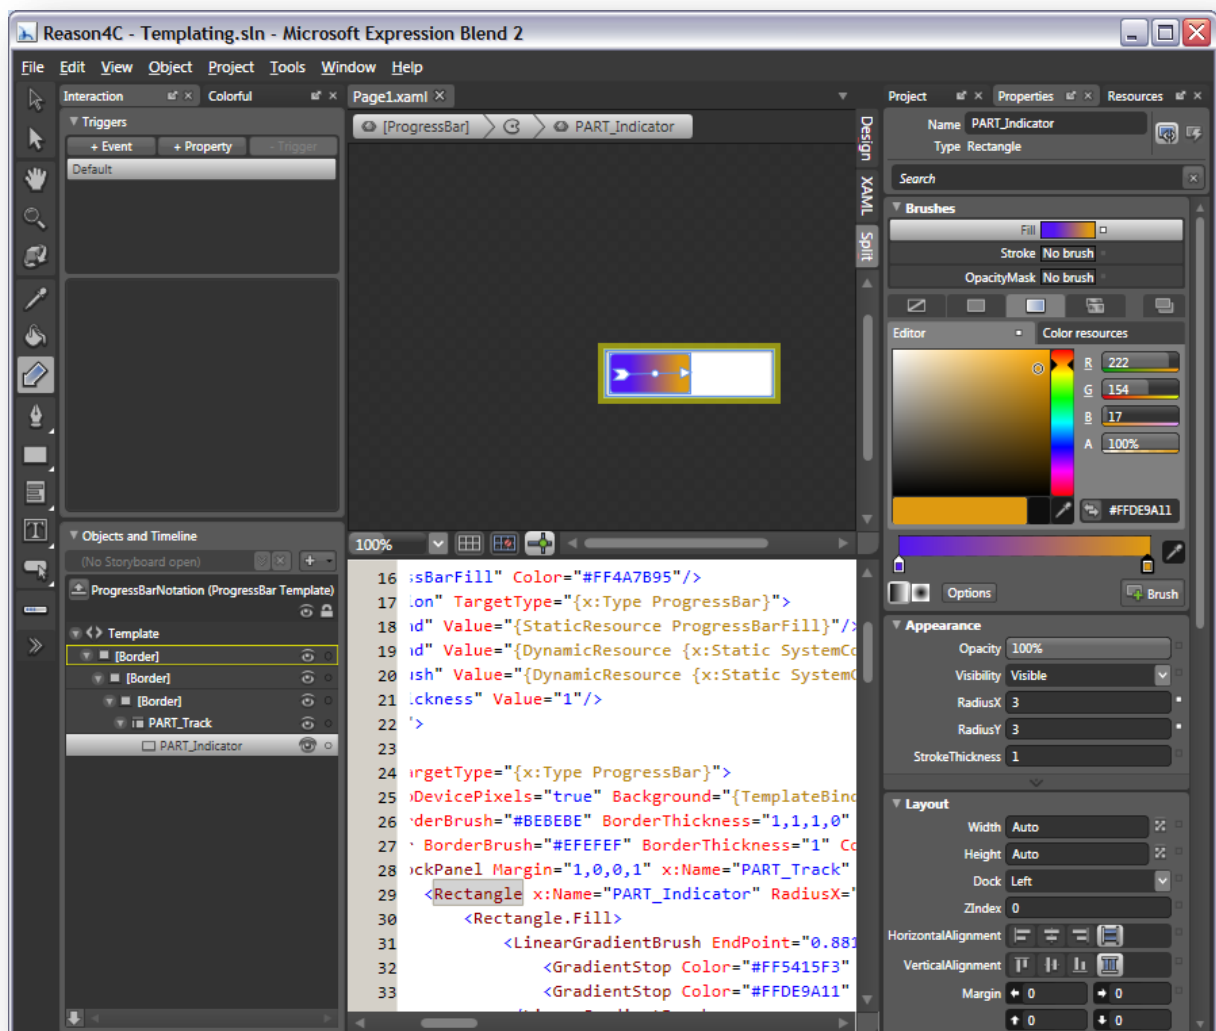 Reason4C - Templating.sln - Microsoft Expression Blend 2
File Edit View Object Project Tools Window Help
Interaction
Colorful
Triggers
+ Event
+ Property
- Trigger
Default
Objects and Timeline
(No Storyboard open)
ProgressBarNotation (ProgressBar Template)
Template
[Border]
[Border]
[Border]
PART_Track
PART_Indicator
Page1.xaml
[ProgressBar]
PART_Indicator
Design
XAML
Split
100%
16 ;sBarFill" Color="#FF4A7B95"/>
17 ion" TargetType="{x:Type ProgressBar}">
18 id" Value="{StaticResource ProgressBarFill}"/>
19 id" Value="{DynamicResource {x:Static SystemCo
20 ush" Value="{DynamicResource {x:Static SystemC
21 ickness" Value="1"/>
22 ">
23
24 argetType="{x:Type ProgressBar}">
25 oDevicePixels="true" Background="{TemplateBind
26 rderBrush="#BEBEBE" BorderThickness="1,1,1,0"
27 r BorderBrush="#EFEFEF" BorderThickness="1" Co
28 ockPanel Margin="1,0,0,1" x:Name="PART_Track"
29 <Rectangle x:Name="PART_Indicator" RadiusX="
30 <Rectangle.Fill>
31 <LinearGradientBrush EndPoint="0.881
32 <GradientStop Color="#FF5415F3"
33 <GradientStop Color="#FFDE9A11"
Project
Properties
Resources
Name PART_Indicator
Type Rectangle
Search
Brushes
Fill
Stroke No brush
OpacityMask No brush
Editor
Color resources
R 222
G 154
B 17
A 100%
#FFDE9A11
Options
Brush
Appearance
Opacity 100%
Visibility Visible
RadiusX 3
RadiusY 3
StrokeThickness 1
Layout
Width Auto
Height Auto
Dock Left
ZIndex 0
HorizontalAlignment
VerticalAlignment
Margin 0 0
0 0